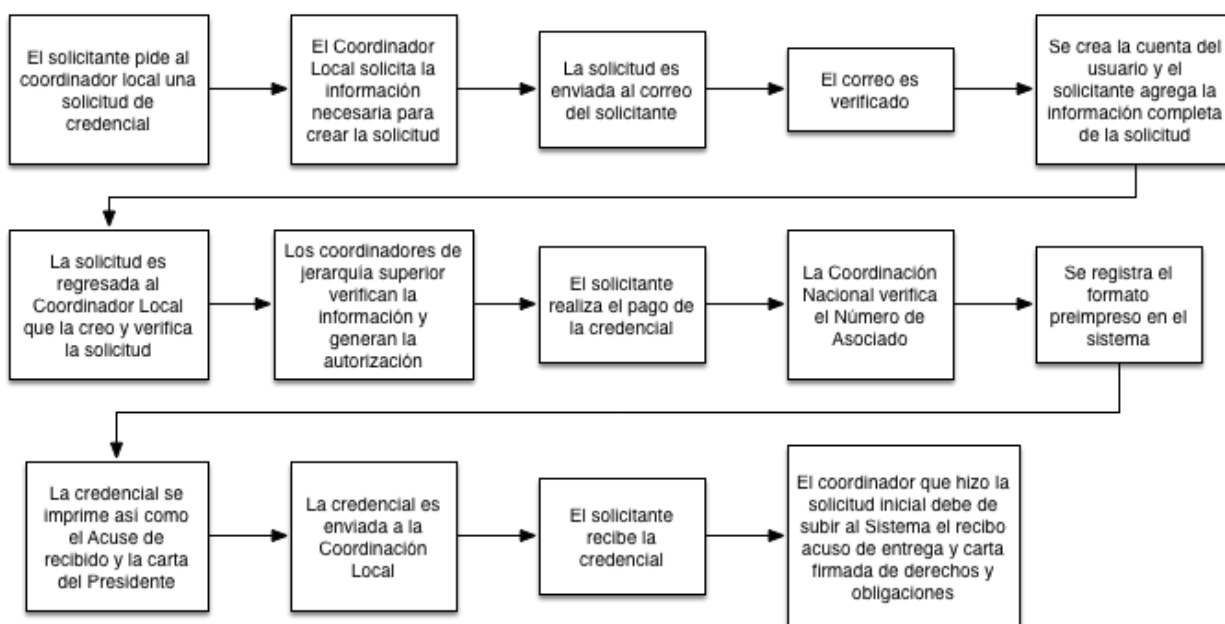 El solicitante pide al
coordinador local una
solicitud de
credencial
El Coordinador
Local solicita la
información
necesaria para
crear la solicitud
La solicitud es
enviada al correo
del solicitante
El correo es
verificado
Se crea la cuenta del
usuario y el
solicitante agrega la
información completa
de la solicitud
La solicitud es
regresada al
Coordinador Local
que la creo y verifica
la solicitud
Los coordinadores de
jerarquía superior
verifican la
información y
generan la
autorización
El solicitante
realiza el pago de
la credencial
La Coordinación
Nacional verifica
el Número de
Asociado
Se registra el
formato
preimpreso en el
sistema
La credencial se
imprime así como
el Acuse de
recibido y la carta
del Presidente
La credencial es
enviada a la
Coordinación
Local
El solicitante
recibe la
credencial
El coordinador que hizo la
solicitud inicial debe de
subir al Sistema el recibo
acuso de entrega y carta
firmada de derechos y
obligaciones